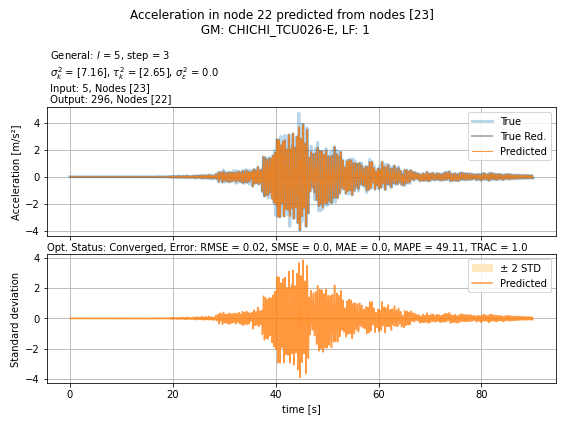 Acceleration in node 22 predicted from nodes [23]
GM: CHICHI_TCU026-E, LF: 1
General: l = 5, step = 3
σ²ₖ = [7.16], τ²ₖ = [2.65], σ²ε = 0.0
Input: 5, Nodes [23]
Output: 296, Nodes [22]
Acceleration [m/s²]
4
2
0
−2
−4
True
True Red.
Predicted
Opt. Status: Converged, Error: RMSE = 0.02, SMSE = 0.0, MAE = 0.0, MAPE = 49.11, TRAC = 1.0
Standard deviation
4
2
0
−2
−4
± 2 STD
Predicted
0 20 40 60 80
time [s]